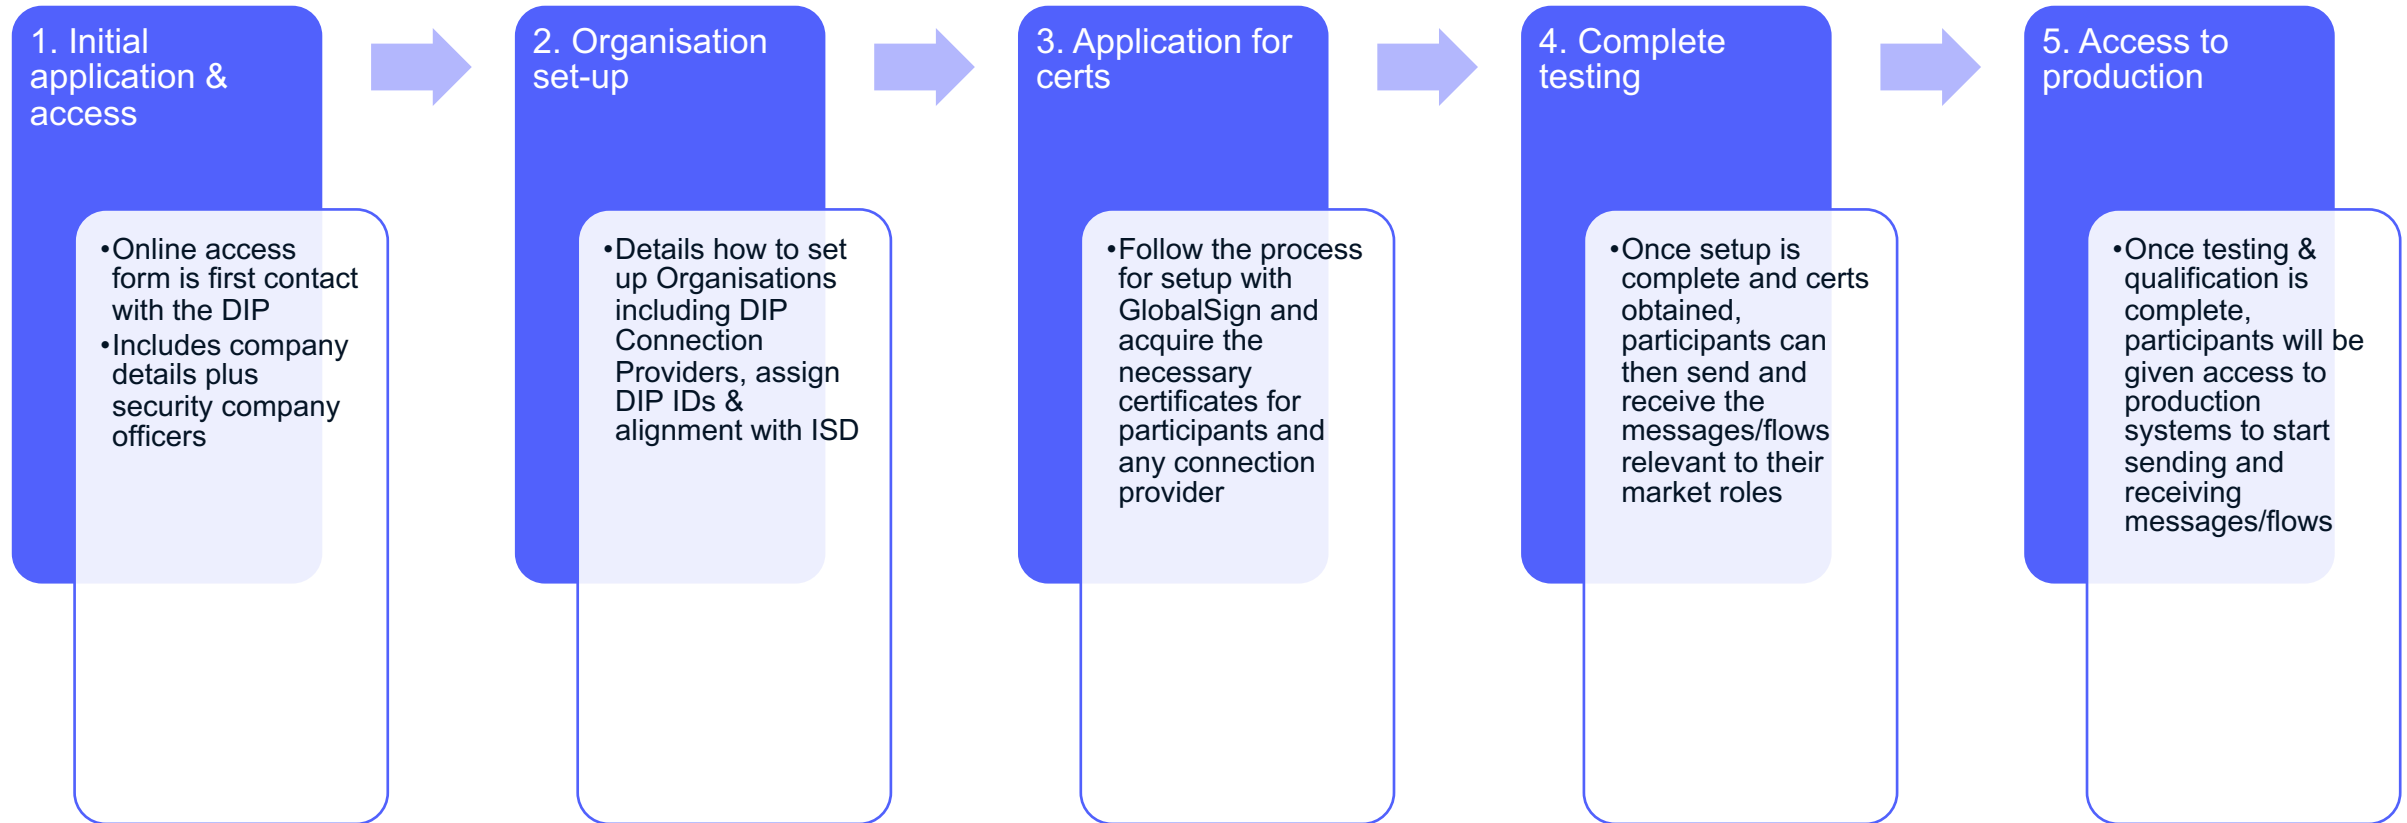 1. Initial
application &
access
•Online access
form is first contact
with the DIP
•Includes company
details plus
security company
officers
2. Organisation
set-up
•Details how to set
up Organisations
including DIP
Connection
Providers, assign
DIP IDs &
alignment with ISD
3. Application for
certs
•Follow the process
for setup with
GlobalSign and
acquire the
necessary
certificates for
participants and
any connection
provider
4. Complete
testing
•Once setup is
complete and certs
obtained,
participants can
then send and
receive the
messages/flows
relevant to their
market roles
5. Access to
production
•Once testing &
qualification is
complete,
participants will be
given access to
production
systems to start
sending and
receiving
messages/flows